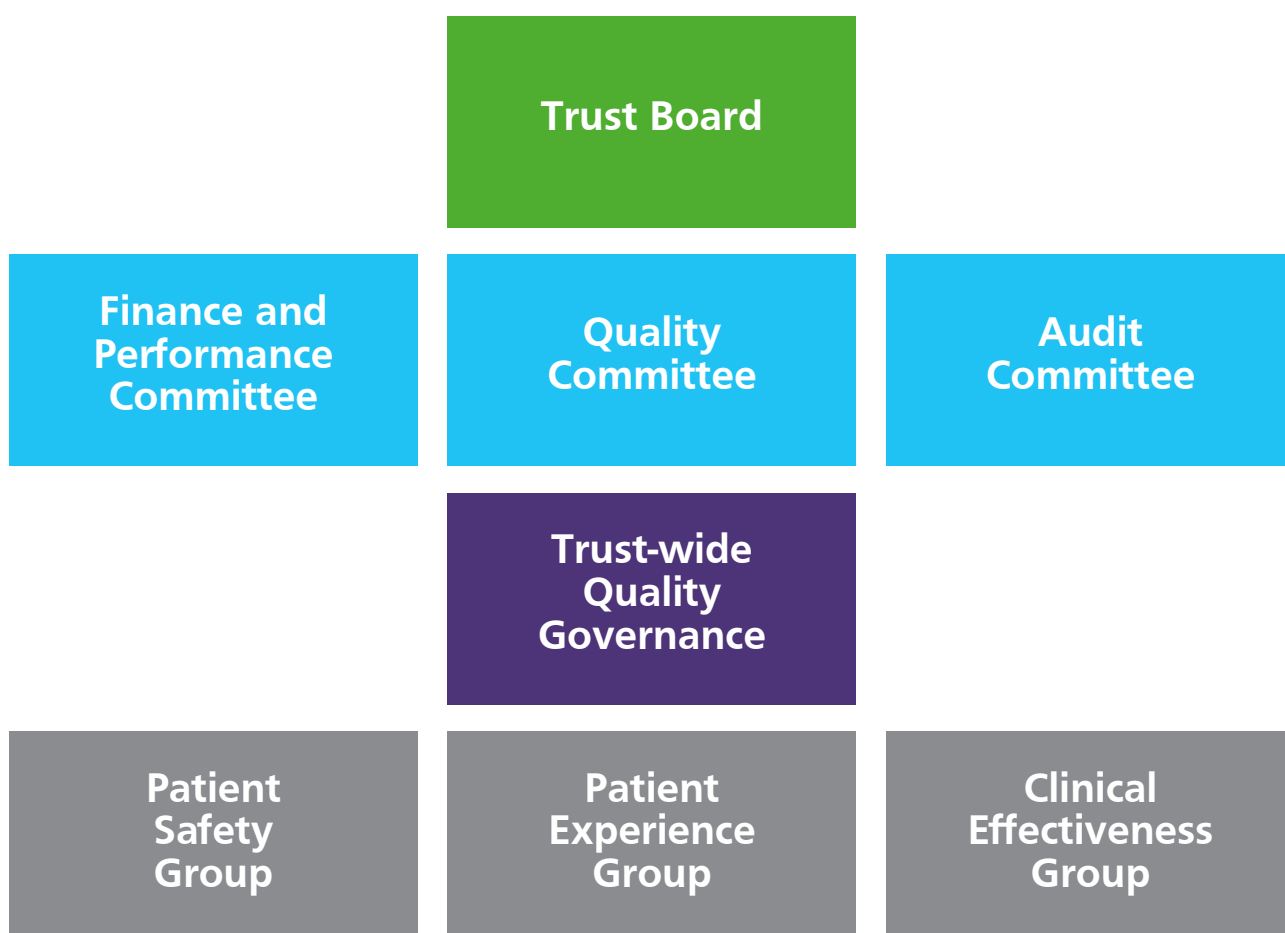 Trust Board
Finance and
Performance
Committee
Quality
Committee
Audit
Committee
Trust-wide
Quality
Governance
Patient
Safety
Group
Patient
Experience
Group
Clinical
Effectiveness
Group